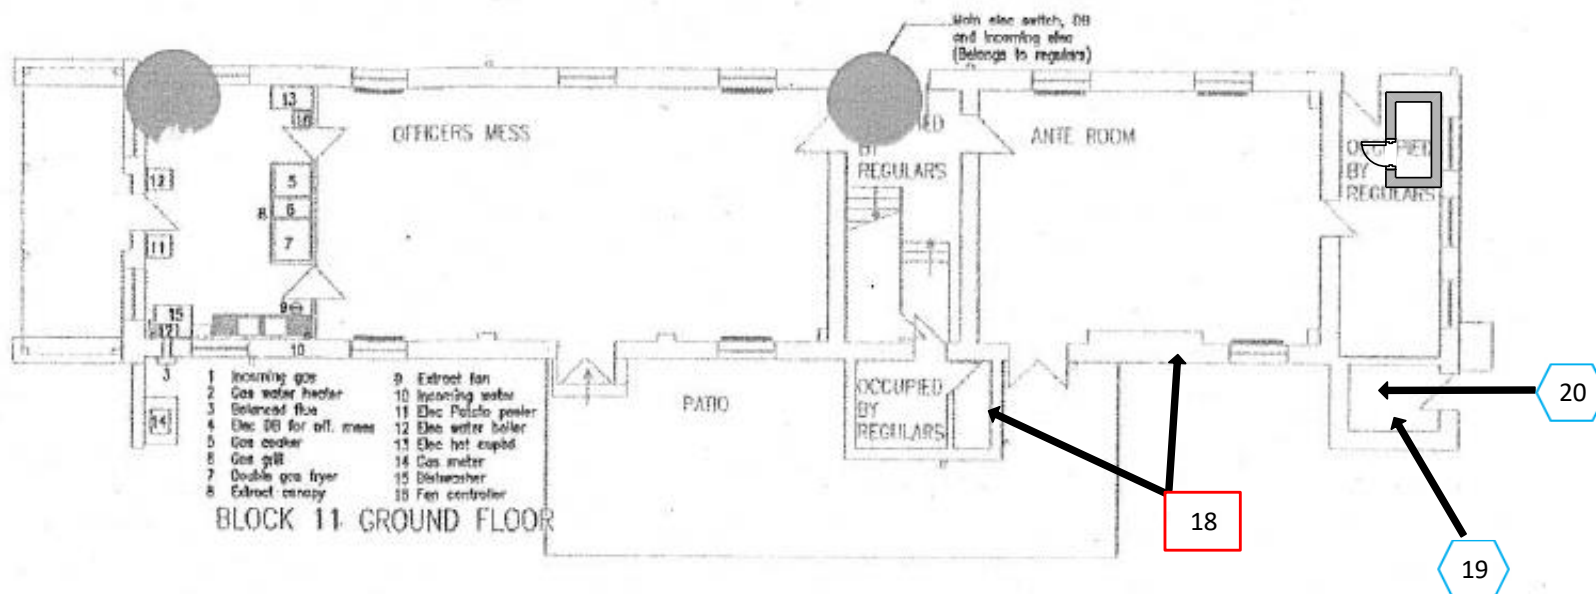 Main elec switch, DB
and Incoming elec
(Belongs to regulars)
13
16
OFFICERS MESS
BY
REGULARS
ANTE ROOM
OCCUPIED
BY
REGULARS
12
5
8
6
11
7
9
15
10
3
14
1 Incoming gas
2 Gas water heater
3 Balanced flue
4 Elec DB for off. mess
5 Gas cooker
6 Gas grill
7 Double gas fryer
8 Extract canopy
9 Extract fan
10 Incoming water
11 Elec Potato peeler
12 Elec water boiler
13 Elec hot cupbd
14 Gas meter
15 Dishwasher
16 Fan controller
PATIO
OCCUPIED
BY
REGULARS
BLOCK 11 GROUND FLOOR
18
19
20